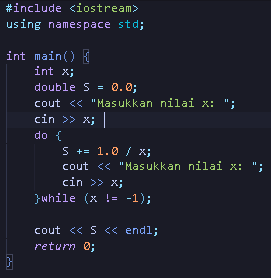 #include <iostream>
using namespace std;

int main() {
    int x;
    double S = 0.0;
    cout << "Masukkan nilai x: ";
    cin >> x;
    do {
        S += 1.0 / x;
        cout << "Masukkan nilai x: ";
        cin >> x;
    }while (x != -1);

    cout << S << endl;
    return 0;
}